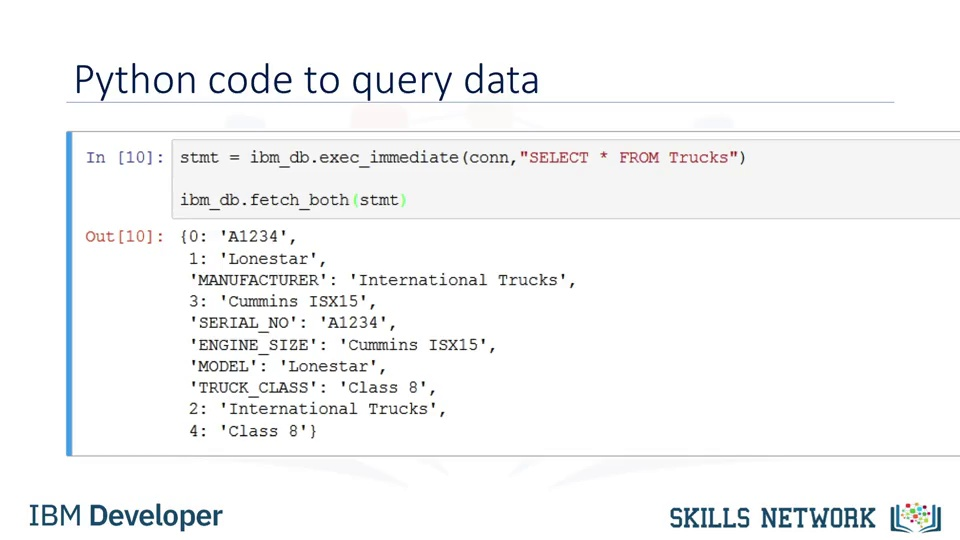 Python code to query data
In [10]: stmt = ibm_db.exec_immediate(conn,"SELECT * FROM Trucks")
ibm_db.fetch_both(stmt)
Out[10]: {0: 'A1234',
1: 'Lonestar',
'MANUFACTURER': 'International Trucks',
3: 'Cummins ISX15',
'SERIAL_NO': 'A1234',
'ENGINE_SIZE': 'Cummins ISX15',
'MODEL': 'Lonestar',
'TRUCK_CLASS': 'Class 8',
2: 'International Trucks',
4: 'Class 8'}
IBM Developer
SKILLS NETWORK